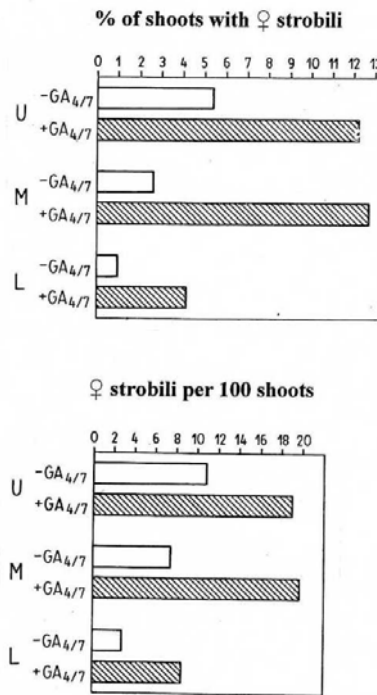 % of shoots with ♀ strobili
0 1 2 3 4 5 6 7 8 9 10 11 12 13
U
-GA4/7
+GA4/7
M
-GA4/7
+GA4/7
L
-GA4/7
+GA4/7
♀ strobili per 100 shoots
0 2 4 6 8 10 12 14 16 18 20
U
-GA4/7
+GA4/7
M
-GA4/7
+GA4/7
L
-GA4/7
+GA4/7